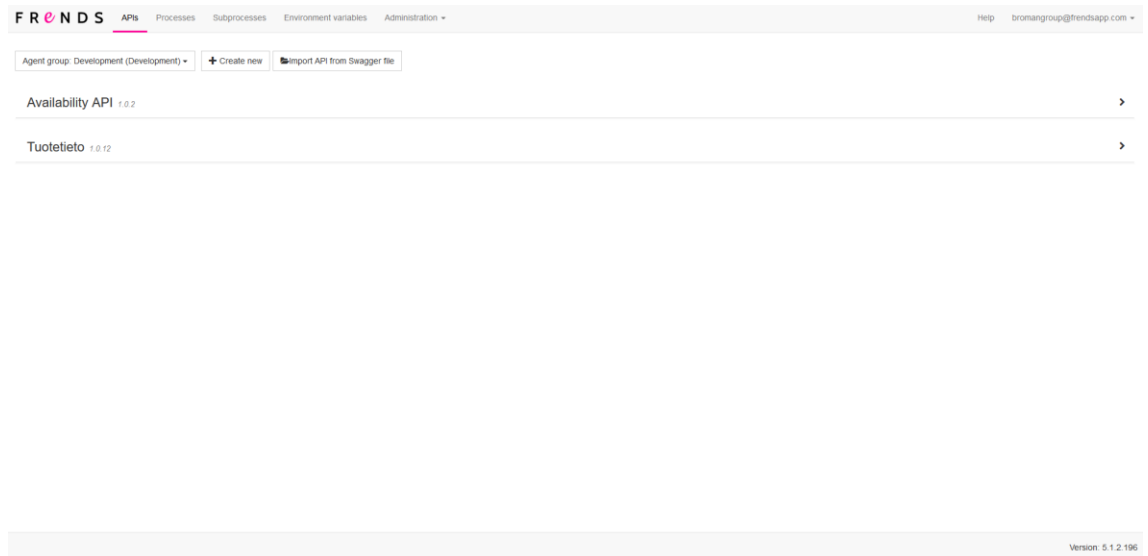 FRENDS APIs Processes Subprocesses Environment variables Administration Help bromangroup@frendsapp.com
Agent group: Development (Development) Create new Import API from Swagger file
Availability API 1.0.2
Tuotetieto 1.0.12
Version: 5.1.2.196